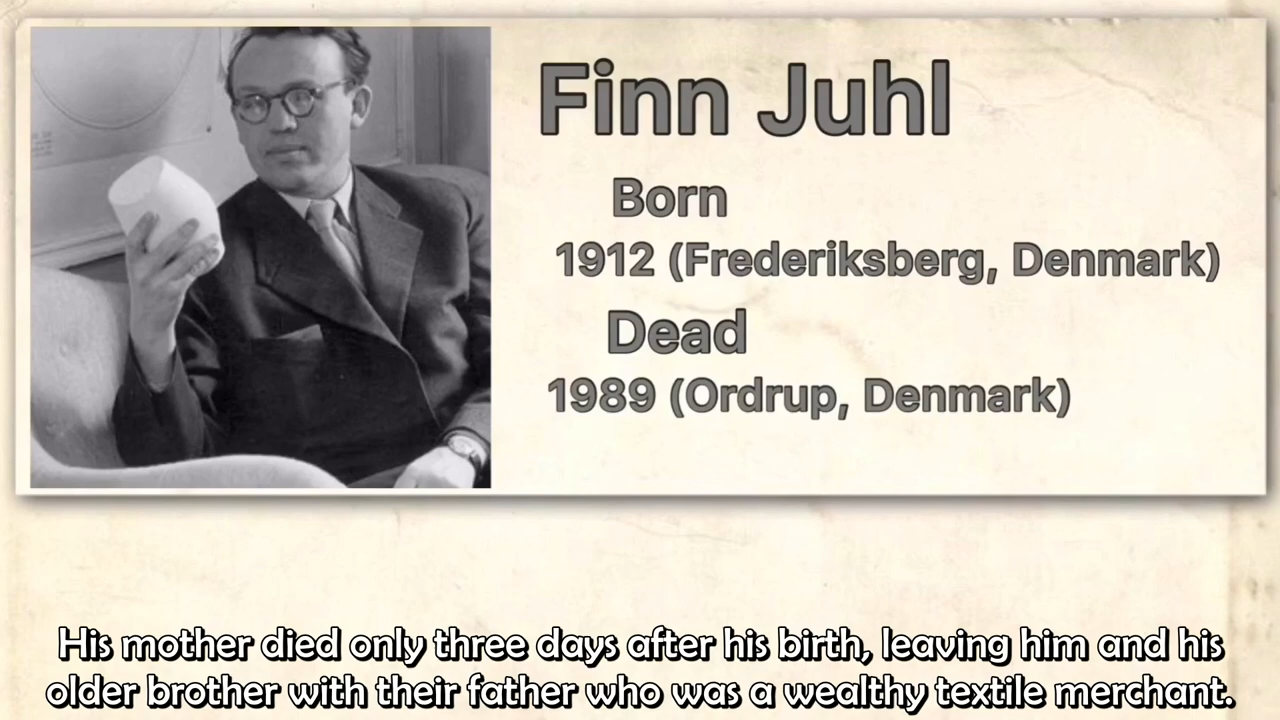 Finn Juhl
Born
1912 (Frederiksberg, Denmark)
Dead
1989 (Ordrup, Denmark)
His mother died only three days after his birth, leaving him and his
older brother with their father who was a wealthy textile merchant.